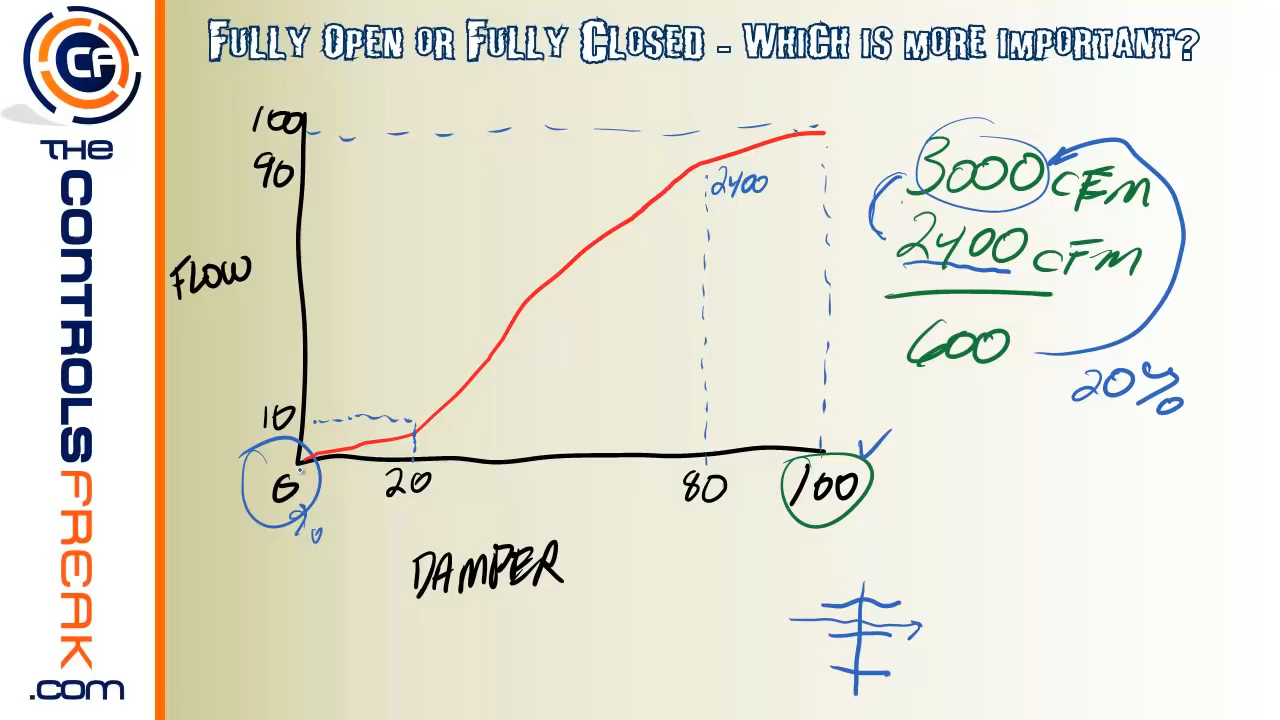 FULLY OPEN OR FULLY CLOSED - WHICH IS MORE IMPORTANT?
CF
THE
CONTROLS
FREAK
.com
100
90
FLOW
10
0
%
20
80
100
DAMPER
2400
3000 CFM
2400 CFM
600
20%